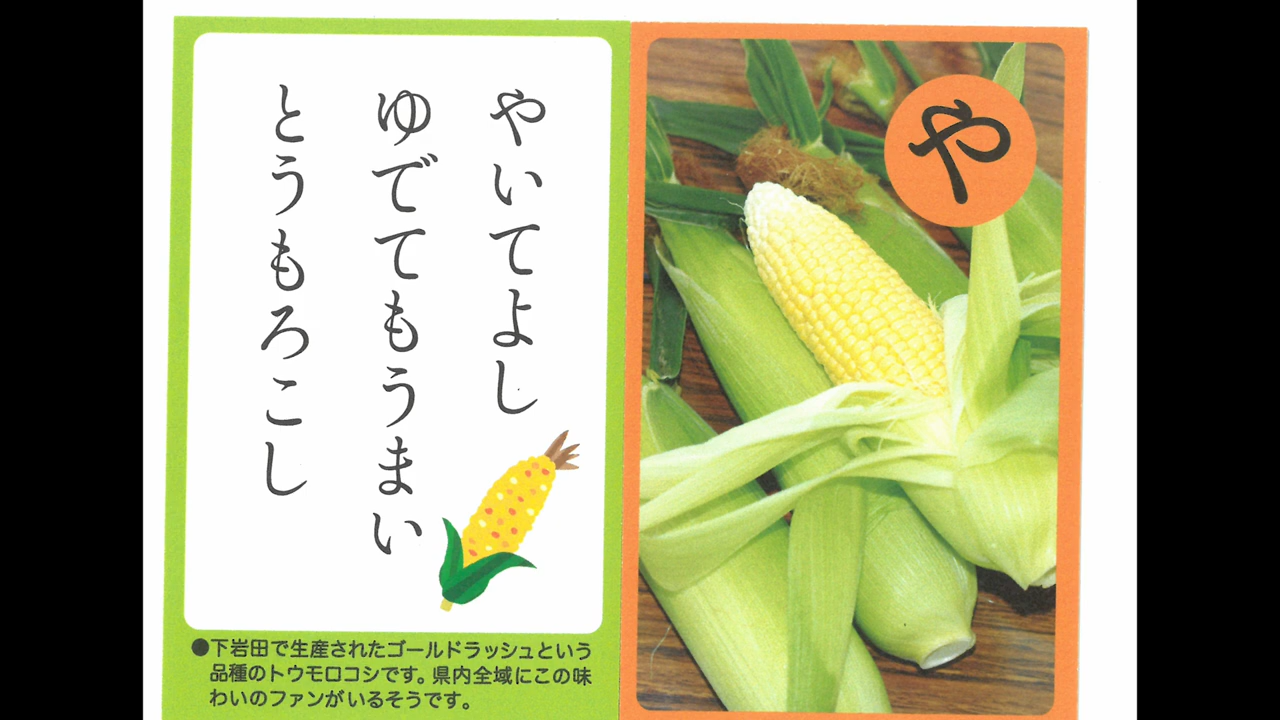 やいてよし
ゆでてもうまい
とうもろこし
●下岩田で生産されたゴールドラッシュという
品種のトウモロコシです。県内全域にこの味
わいのファンがいるそうです。
や